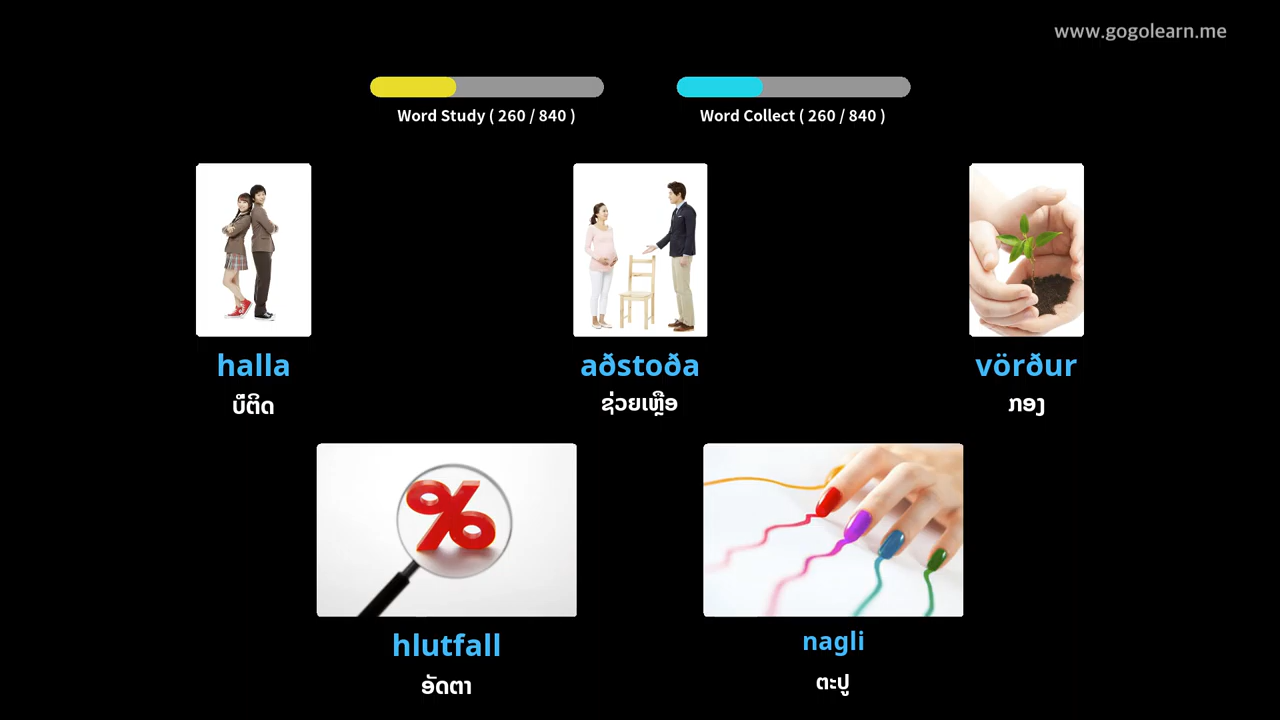 www.gogolearn.me
Word Study ( 260 / 840 )
Word Collect ( 260 / 840 )
halla
ບໍ່ຕິດ
aðstoða
ຊ່ວຍເຫຼືອ
vörður
ກອງ
hlutfall
ອັດຕາ
nagli
ຕະປູ